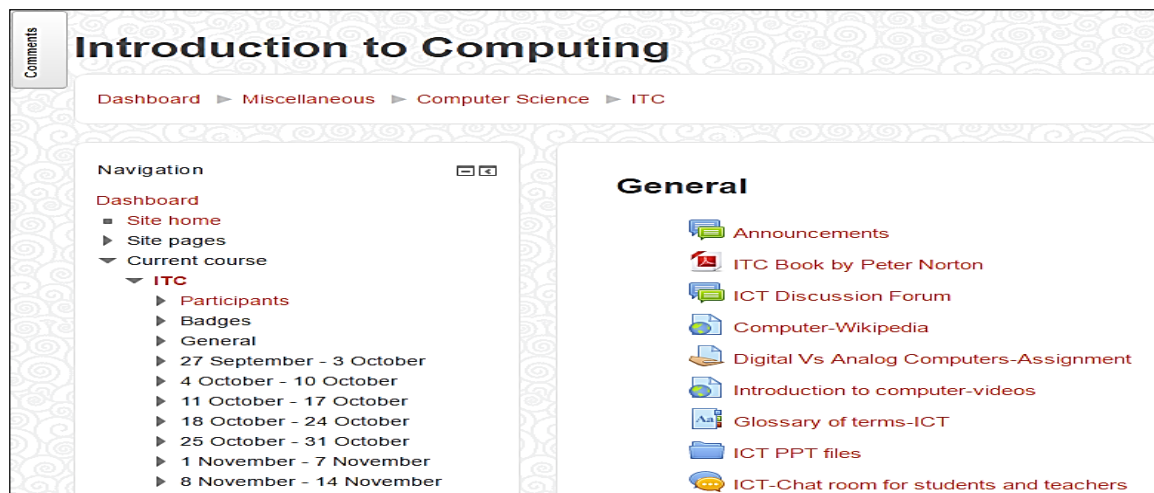 Comments
Introduction to Computing
Dashboard ► Miscellaneous ► Computer Science ► ITC
Navigation
Dashboard
Site home
Site pages
Current course
ITC
Participants
Badges
General
27 September - 3 October
4 October - 10 October
11 October - 17 October
18 October - 24 October
25 October - 31 October
1 November - 7 November
8 November - 14 November
General
Announcements
ITC Book by Peter Norton
ICT Discussion Forum
Computer-Wikipedia
Digital Vs Analog Computers-Assignment
Introduction to computer-videos
Glossary of terms-ICT
ICT PPT files
ICT-Chat room for students and teachers